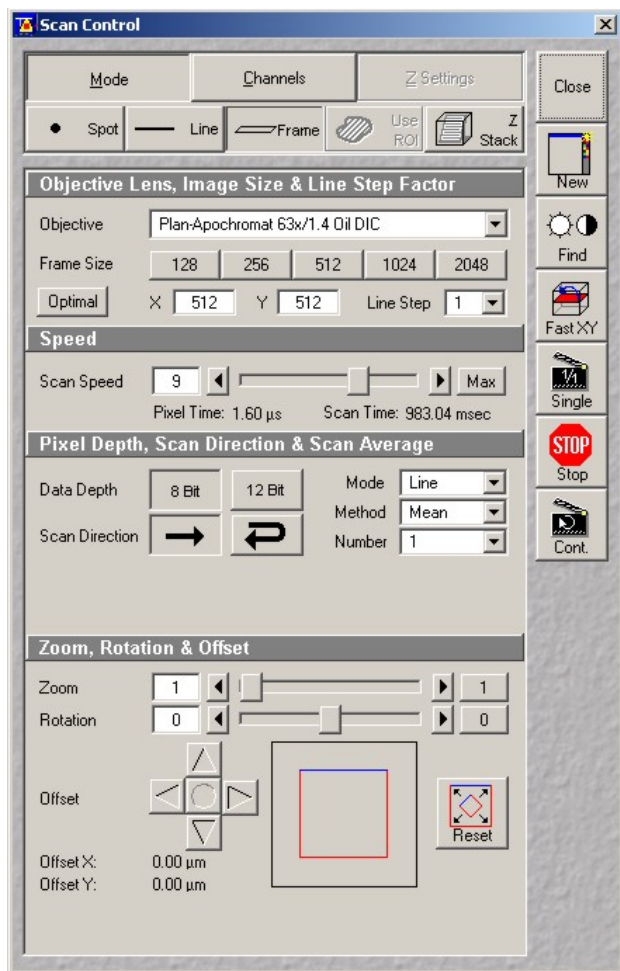 Scan Control
Mode Channels Z Settings Close
Spot Line Frame Use ROI Z Stack
New
Objective Lens, Image Size & Line Step Factor
Objective Plan-Apochromat 63x/1.4 Oil DIC
Find
Frame Size 128 256 512 1024 2048
Optimal X 512 Y 512 Line Step 1
Fast XY
Speed
Scan Speed 9 Max
1/1
Single
Pixel Time: 1.60 µs Scan Time: 983.04 msec
Pixel Depth, Scan Direction & Scan Average
STOP
Stop
Data Depth 8 Bit 12 Bit Mode Line
Method Mean
Scan Direction Number 1
Cont.
Zoom, Rotation & Offset
Zoom 1 1
Rotation 0 0
Offset
Reset
Offset X: 0.00 µm
Offset Y: 0.00 µm